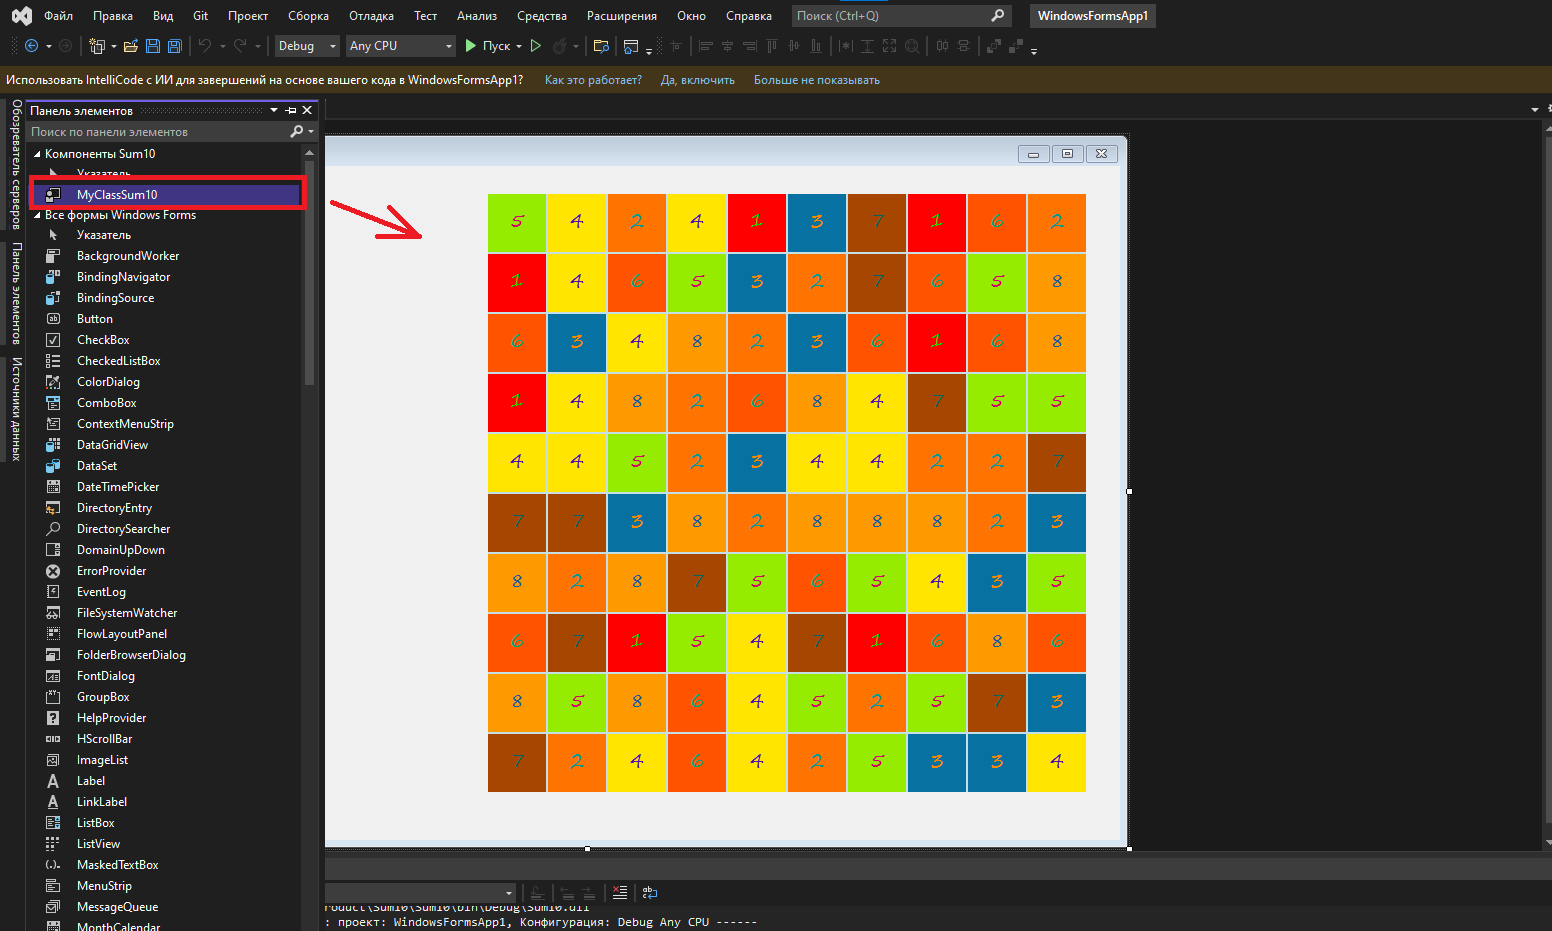 Файл Правка Вид Git Проект Сборка Отладка Тест Анализ Средства Расширения Окно Справка Поиск (Ctrl+Q) WindowsFormsApp1
Debug Any CPU Пуск
Использовать IntelliCode с ИИ для завершений на основе вашего кода в WindowsFormsApp1? Как это работает? Да, включить Больше не показывать
Обозреватель серверов
Панель элементов
Источники данных
Панель элементов
Поиск по панели элементов
Компоненты Sum10
Указатель
MyClassSum10
Все формы Windows Forms
Указатель
BackgroundWorker
BindingNavigator
BindingSource
Button
CheckBox
CheckedListBox
ColorDialog
ComboBox
ContextMenuStrip
DataGridView
DataSet
DateTimePicker
DirectoryEntry
DirectorySearcher
DomainUpDown
ErrorProvider
EventLog
FileSystemWatcher
FlowLayoutPanel
FolderBrowserDialog
FontDialog
GroupBox
HelpProvider
HScrollBar
ImageList
Label
LinkLabel
ListBox
ListView
MaskedTextBox
MenuStrip
MessageQueue
MonthCalendar
5 4 2 4 1 3 7 1 6 2
1 4 6 5 3 2 7 6 5 8
6 3 4 8 2 3 6 1 6 8
1 4 8 2 6 8 4 7 5 5
4 4 5 2 3 4 4 2 2 7
7 7 3 8 2 8 8 8 2 3
8 2 8 7 5 6 5 4 3 5
6 7 1 5 4 7 1 6 8 6
8 5 8 6 4 5 2 5 7 3
7 2 4 6 4 2 5 3 3 4
roduct\Sum10\Sum10\bin\Debug\Sum10.dll
: проект: WindowsFormsApp1, Конфигурация: Debug Any CPU ------